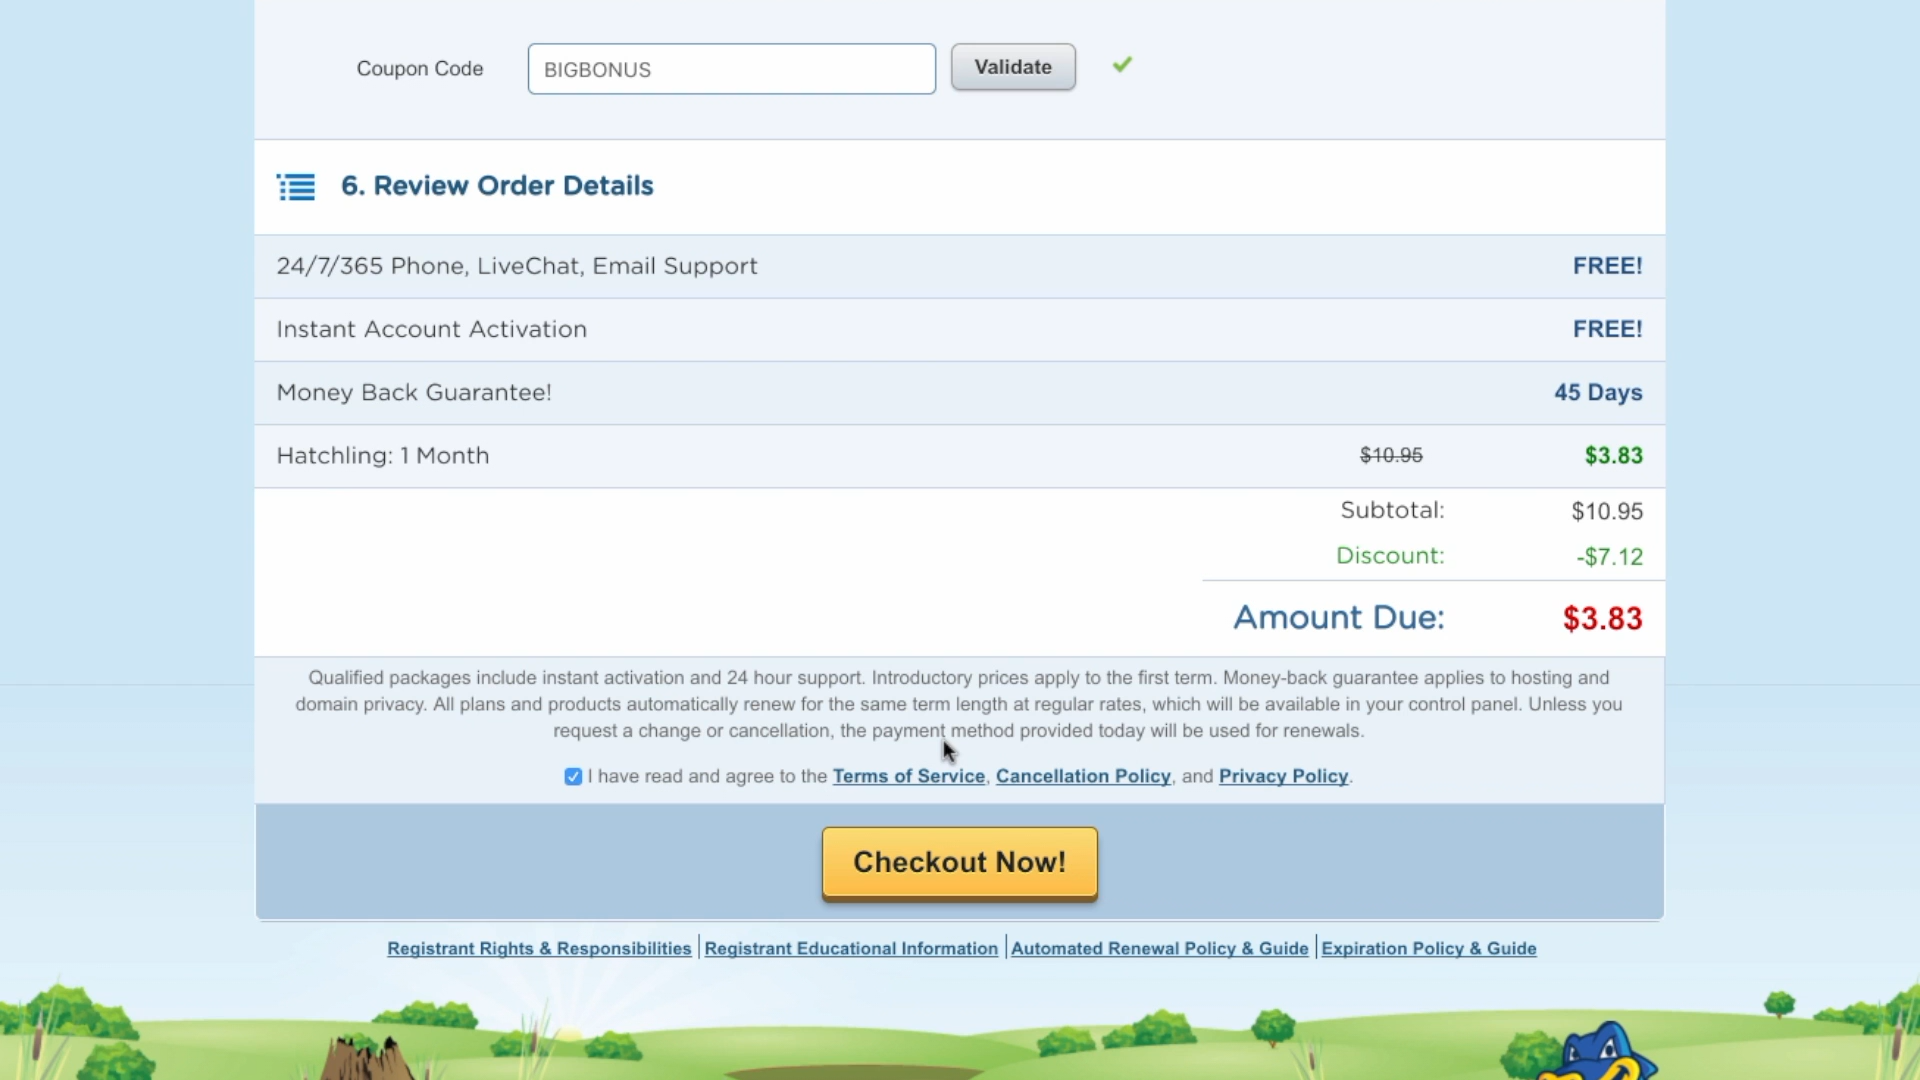 Coupon Code BIGBONUS Validate
6. Review Order Details
24/7/365 Phone, LiveChat, Email Support FREE!
Instant Account Activation FREE!
Money Back Guarantee! 45 Days
Hatchling: 1 Month $10.95 $3.83
Subtotal: $10.95
Discount: -$7.12
Amount Due: $3.83
Qualified packages include instant activation and 24 hour support. Introductory prices apply to the first term. Money-back guarantee applies to hosting and
domain privacy. All plans and products automatically renew for the same term length at regular rates, which will be available in your control panel. Unless you
request a change or cancellation, the payment method provided today will be used for renewals.
I have read and agree to the Terms of Service, Cancellation Policy, and Privacy Policy.
Checkout Now!
Registrant Rights & Responsibilities Registrant Educational Information Automated Renewal Policy & Guide Expiration Policy & Guide